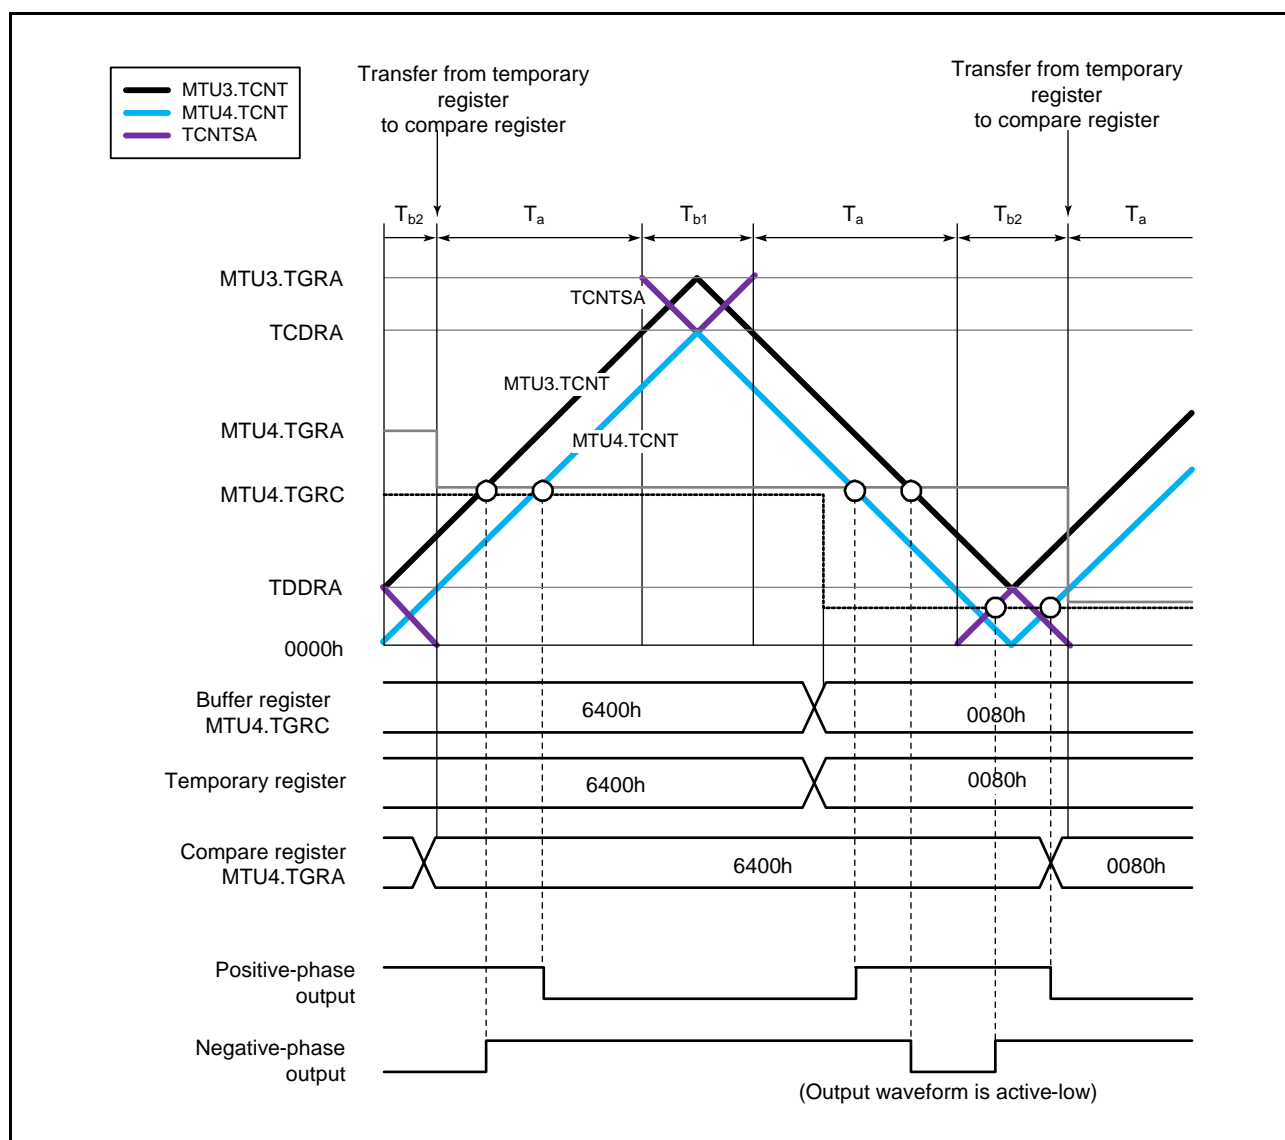 MTU3.TCNT
MTU4.TCNT
TCNTSA
Transfer from temporary
register
to compare register
Transfer from temporary
register
to compare register
Tb2
Ta
Tb1
Ta
Tb2
Ta
MTU3.TGRA
TCNTSA
TCDRA
MTU3.TCNT
MTU4.TGRA
MTU4.TCNT
MTU4.TGRC
TDDRA
0000h
Buffer register
MTU4.TGRC
6400h
0080h
Temporary register
6400h
0080h
Compare register
MTU4.TGRA
6400h
0080h
Positive-phase
output
Negative-phase
output
(Output waveform is active-low)